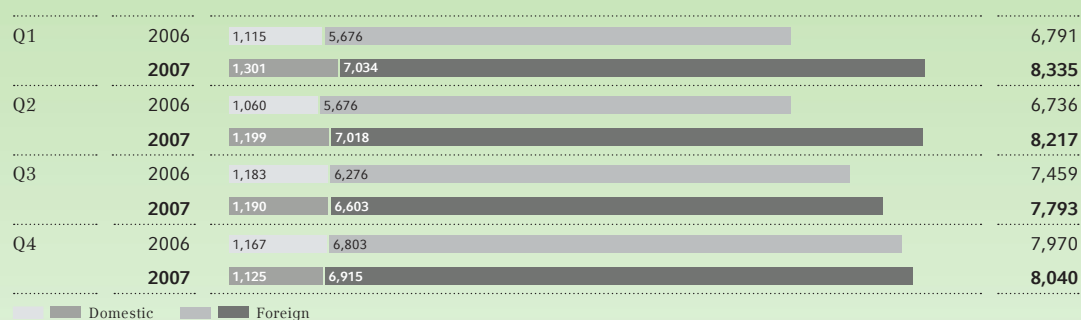 Q1 2006 1,115 5,676 6,791
2007 1,301 7,034 8,335
Q2 2006 1,060 5,676 6,736
2007 1,199 7,018 8,217
Q3 2006 1,183 6,276 7,459
2007 1,190 6,603 7,793
Q4 2006 1,167 6,803 7,970
2007 1,125 6,915 8,040
Domestic Foreign